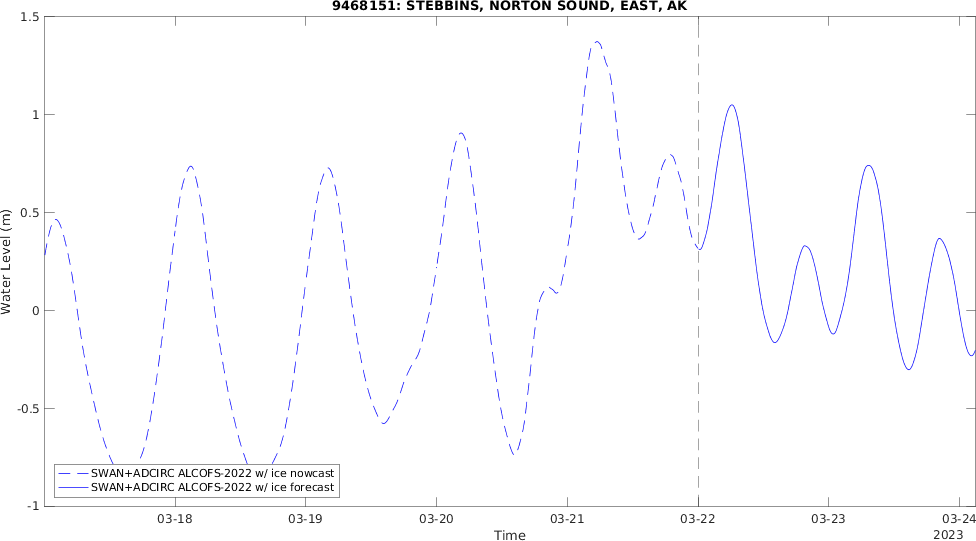 9468151: STEBBINS, NORTON SOUND, EAST, AK
1.5
1
0.5
0
-0.5
-1
Water Level (m)
SWAN+ADCIRC ALCOFS-2022 w/ ice nowcast
SWAN+ADCIRC ALCOFS-2022 w/ ice forecast
03-18 03-19 03-20 03-21 03-22 03-23 03-24
Time
2023